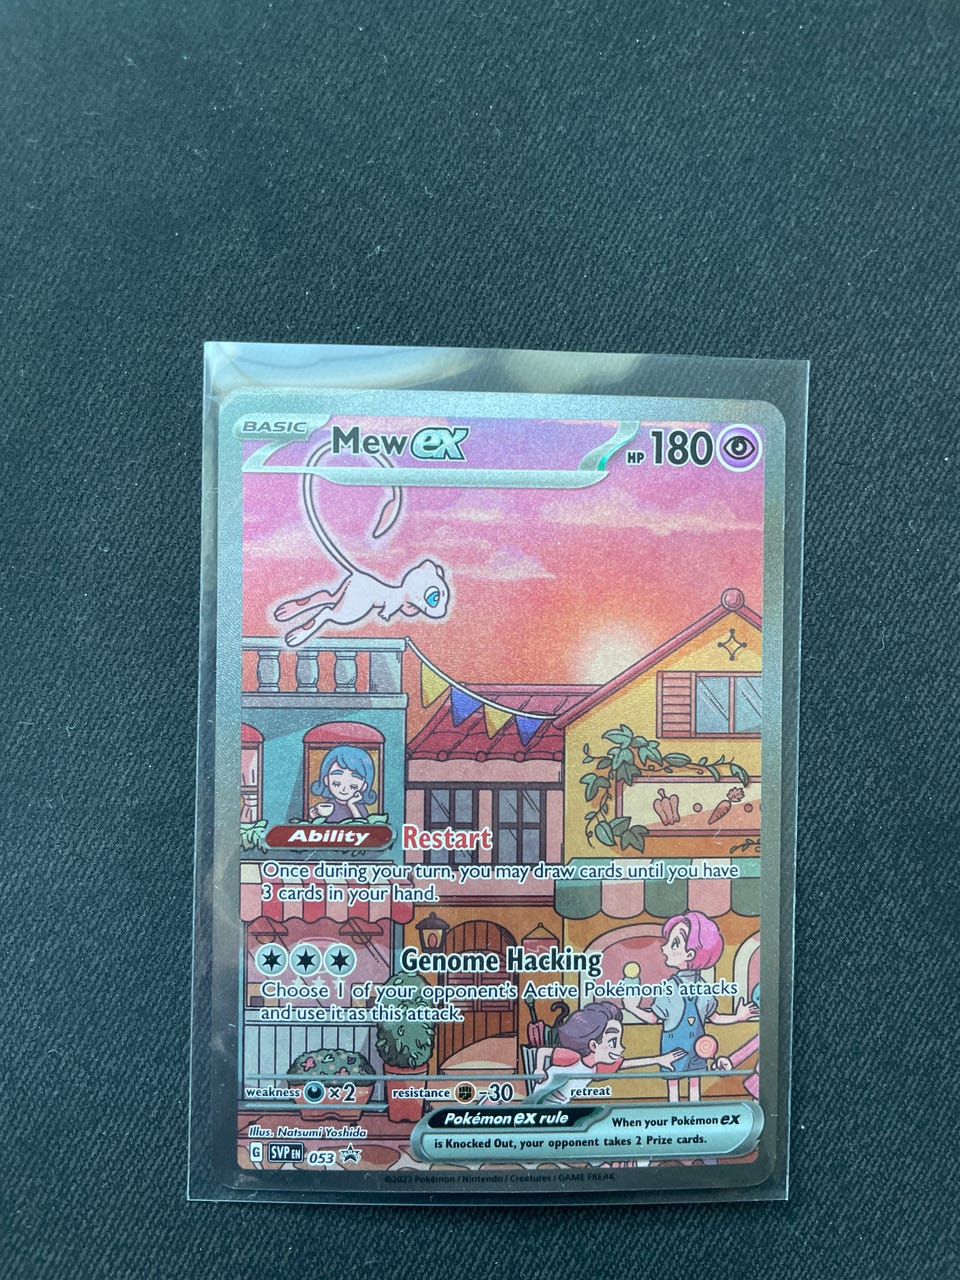 BASIC Mew ex HP 180
Ability Restart
Once during your turn, you may draw cards until you have
3 cards in your hand.
Genome Hacking
Choose 1 of your opponent's Active Pokémon's attacks
and use it as this attack.
weakness ×2 resistance -30 retreat
Pokémon ex rule When your Pokémon ex
is Knocked Out, your opponent takes 2 Prize cards.
Illus. Natsumi Yoshida
G SVP EN 053
©2023 Pokémon / Nintendo / Creatures / GAME FREAK